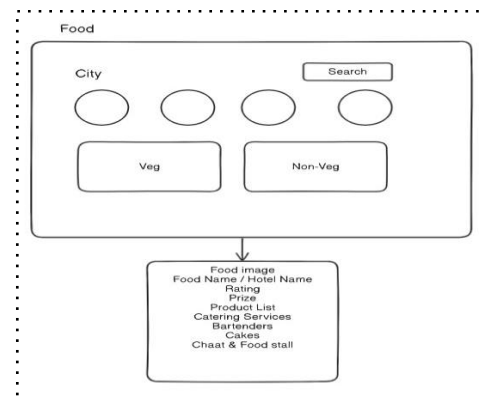 Food
City
Search
Veg
Non-Veg
Food image
Food Name / Hotel Name
Rating
Prize
Product List
Catering Services
Bartenders
Cakes
Chaat & Food stall